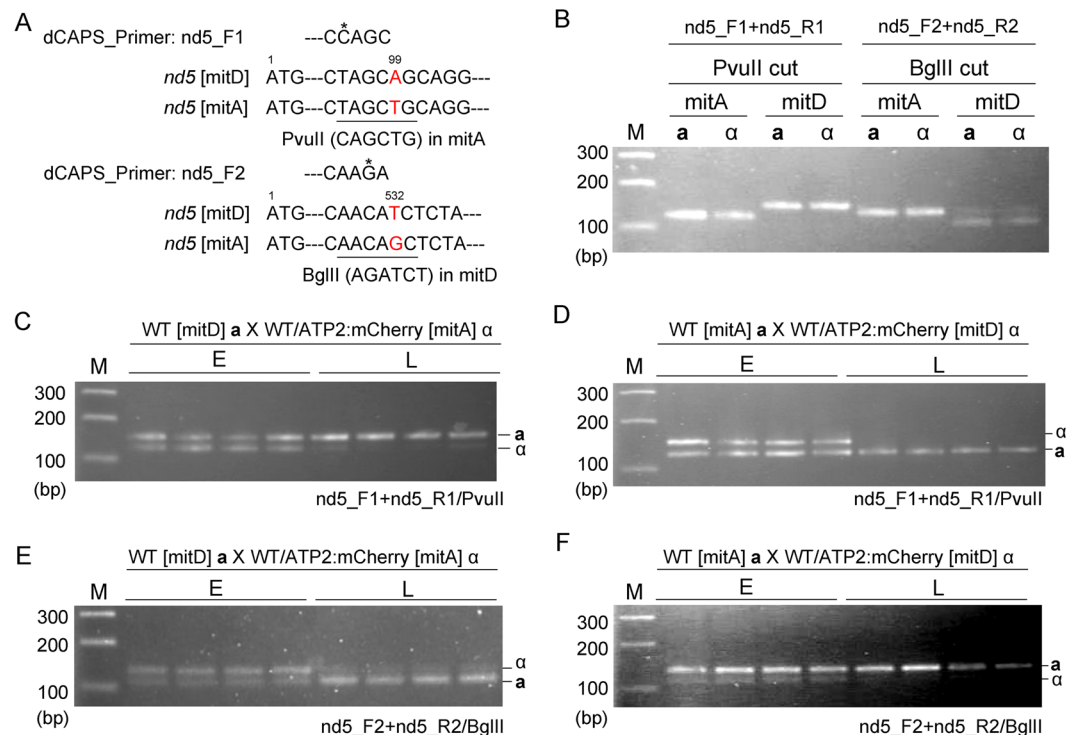 A
*
dCAPS_Primer: nd5_F1 ---CCAGC
1 99
nd5 [mitD] ATG---CTAGCAGCAGG---
nd5 [mitA] ATG---CTAGCTGCAGG---
PvuII (CAGCTG) in mitA
*
dCAPS_Primer: nd5_F2 ---CAAGA
1 532
nd5 [mitD] ATG---CAACATCTCTA---
nd5 [mitA] ATG---CAACAGCTCTA---
BglII (AGATCT) in mitD
B
nd5_F1+nd5_R1 nd5_F2+nd5_R2
PvuII cut BglII cut
mitA mitD mitA mitD
M a α a α a α a α
300
200
100
(bp)
C
WT [mitD] a X WT/ATP2:mCherry [mitA] α
E L
M
300
200
100
(bp)
a
α
nd5_F1+nd5_R1/PvuII
D
WT [mitA] a X WT/ATP2:mCherry [mitD] α
E L
M
300
200
100
(bp)
α
a
nd5_F1+nd5_R1/PvuII
E
WT [mitD] a X WT/ATP2:mCherry [mitA] α
E L
M
300
200
100
(bp)
α
a
nd5_F2+nd5_R2/BglII
F
WT [mitA] a X WT/ATP2:mCherry [mitD] α
E L
M
300
200
100
(bp)
a
α
nd5_F2+nd5_R2/BglII